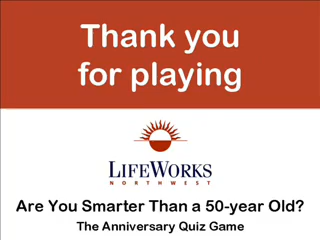 Thank you
for playing
LIFEWORKS
NORTHWEST
Are You Smarter Than a 50-year Old?
The Anniversary Quiz Game